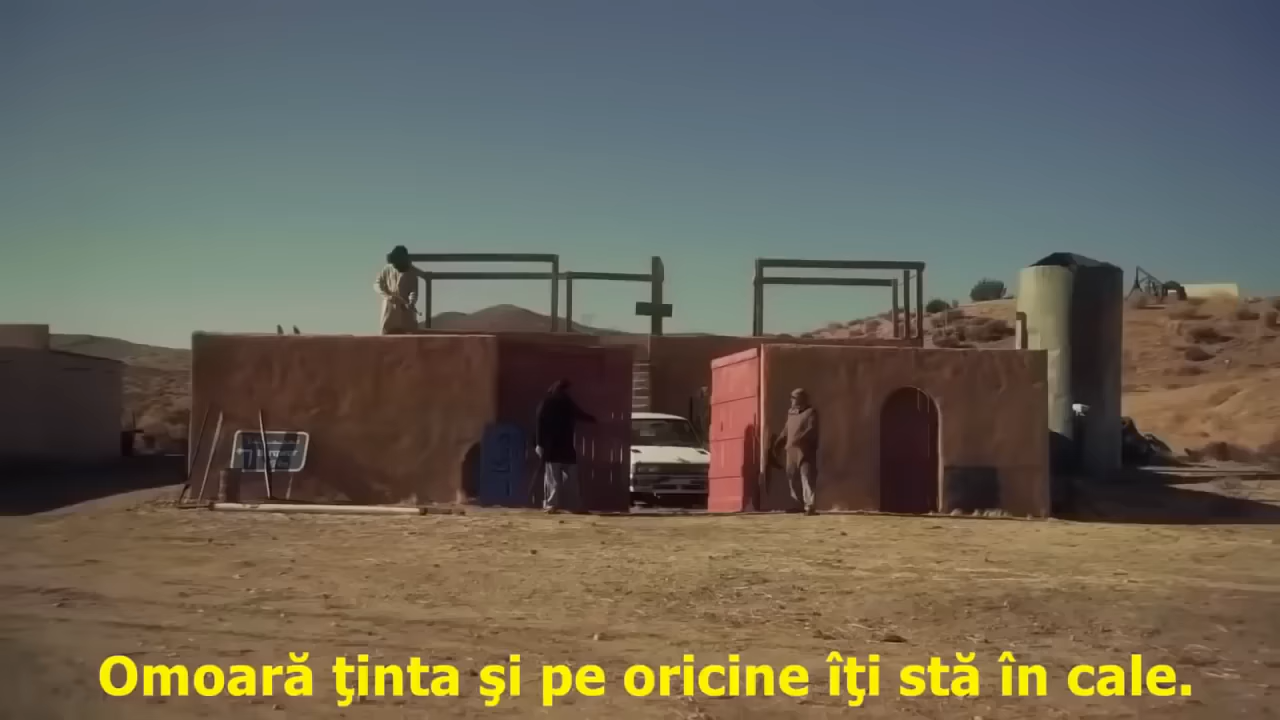 Omoară ţinta şi pe oricine îţi stă în cale.